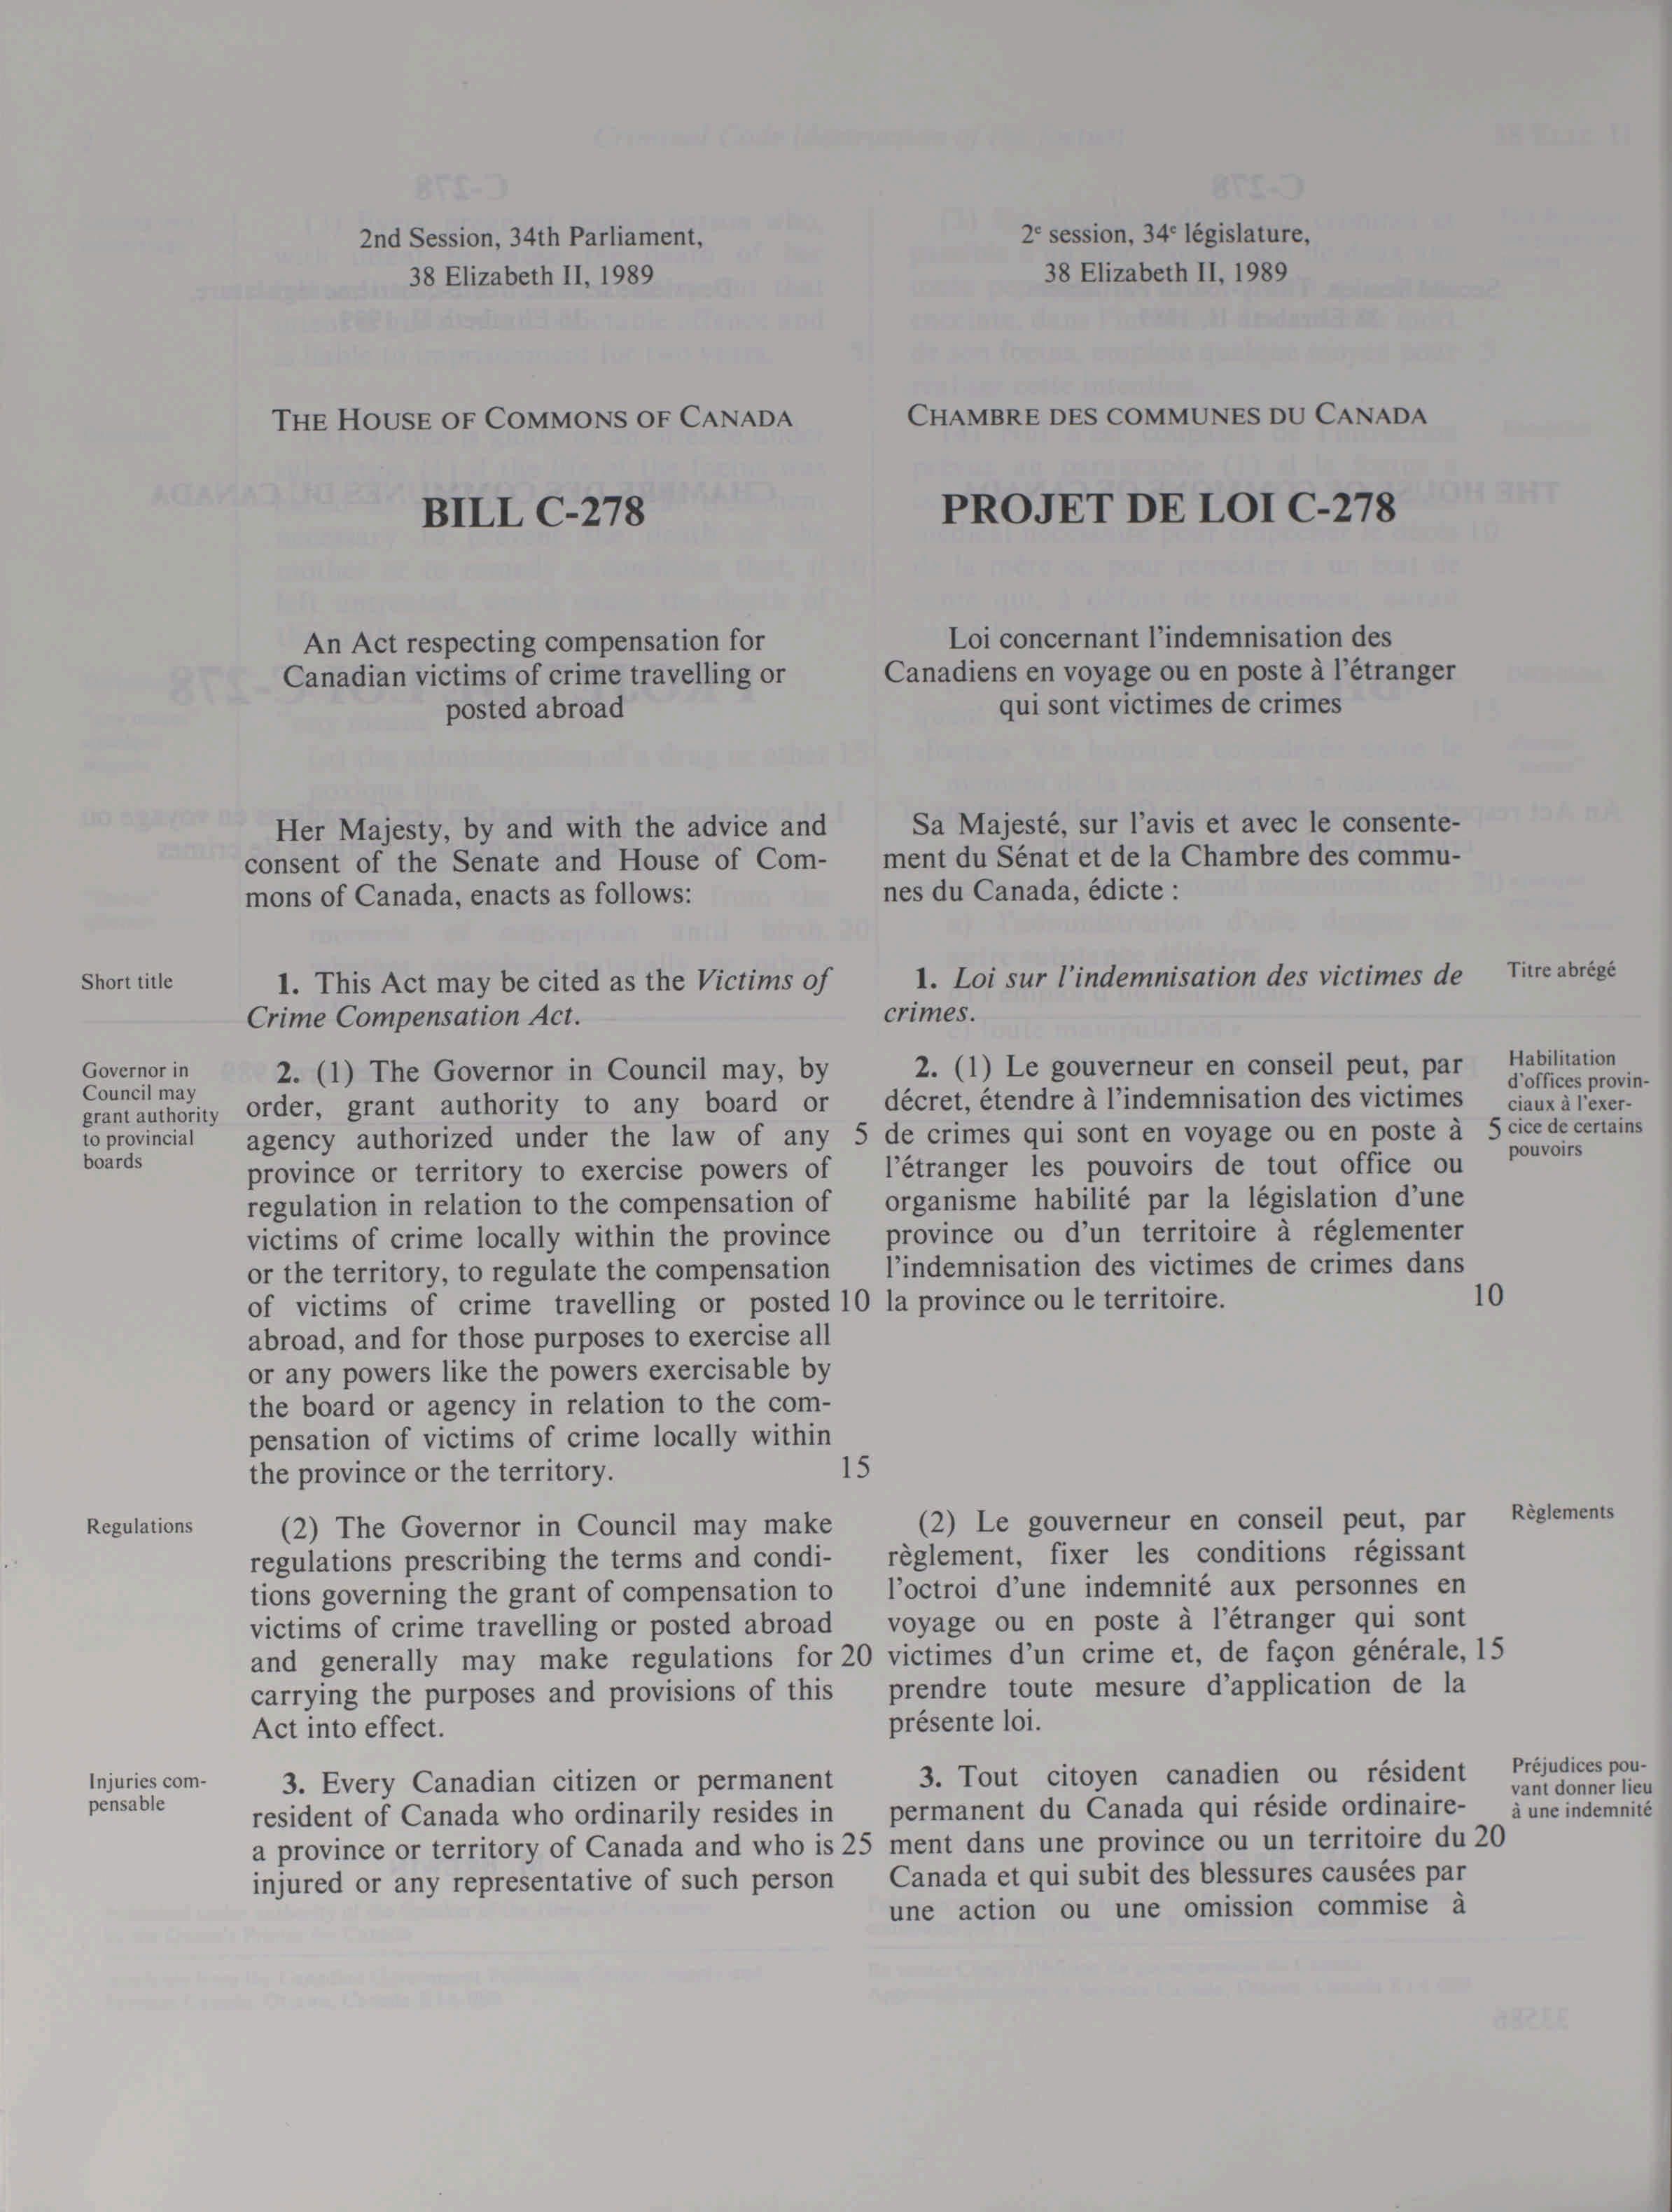 2nd Session, 34th Parliament,
38 Elizabeth II, 1989
THE HOUSE OF COMMONS OF CANADA
BILL C-278
An Act respecting compensation for
Canadian victims of crime travelling or
posted abroad
Her Majesty, by and with the advice and
consent of the Senate and House of Com-
mons of Canada, enacts as follows:
Short title
1. This Act may be cited as the Victims of
Crime Compensation Act.
Governor in
Council may
grant authority
to provincial
boards
2. (1) The Governor in Council may, by
order, grant authority to any board or
agency authorized under the law of any 5
province or territory to exercise powers of
regulation in relation to the compensation of
victims of crime locally within the province
or the territory, to regulate the compensation
of victims of crime travelling or posted 10
abroad, and for those purposes to exercise all
or any powers like the powers exercisable by
the board or agency in relation to the com-
pensation of victims of crime locally within
the province or the territory. 15
Regulations
(2) The Governor in Council may make
regulations prescribing the terms and condi-
tions governing the grant of compensation to
victims of crime travelling or posted abroad
and generally may make regulations for 20
carrying the purposes and provisions of this
Act into effect.
Injuries com-
pensable
3. Every Canadian citizen or permanent
resident of Canada who ordinarily resides in
a province or territory of Canada and who is 25
injured or any representative of such person
2e session, 34e législature,
38 Elizabeth II, 1989
CHAMBRE DES COMMUNES DU CANADA
PROJET DE LOI C-278
Loi concernant l'indemnisation des
Canadiens en voyage ou en poste à l'étranger
qui sont victimes de crimes
Sa Majesté, sur l'avis et avec le consente-
ment du Sénat et de la Chambre des commu-
nes du Canada, édicte :
1. Loi sur l'indemnisation des victimes de
crimes.
Titre abrégé
2. (1) Le gouverneur en conseil peut, par
décret, étendre à l'indemnisation des victimes
de crimes qui sont en voyage ou en poste à 5
l'étranger les pouvoirs de tout office ou
organisme habilité par la législation d'une
province ou d'un territoire à réglementer
l'indemnisation des victimes de crimes dans
la province ou le territoire. 10
Habilitation
d'offices provin-
ciaux à l'exer-
cice de certains
pouvoirs
(2) Le gouverneur en conseil peut, par
règlement, fixer les conditions régissant
l'octroi d'une indemnité aux personnes en
voyage ou en poste à l'étranger qui sont
victimes d'un crime et, de façon générale, 15
prendre toute mesure d'application de la
présente loi.
Règlements
3. Tout citoyen canadien ou résident
permanent du Canada qui réside ordinaire-
ment dans une province ou un territoire du 20
Canada et qui subit des blessures causées par
une action ou une omission commise à
Préjudices pou-
vant donner lieu
à une indemnité